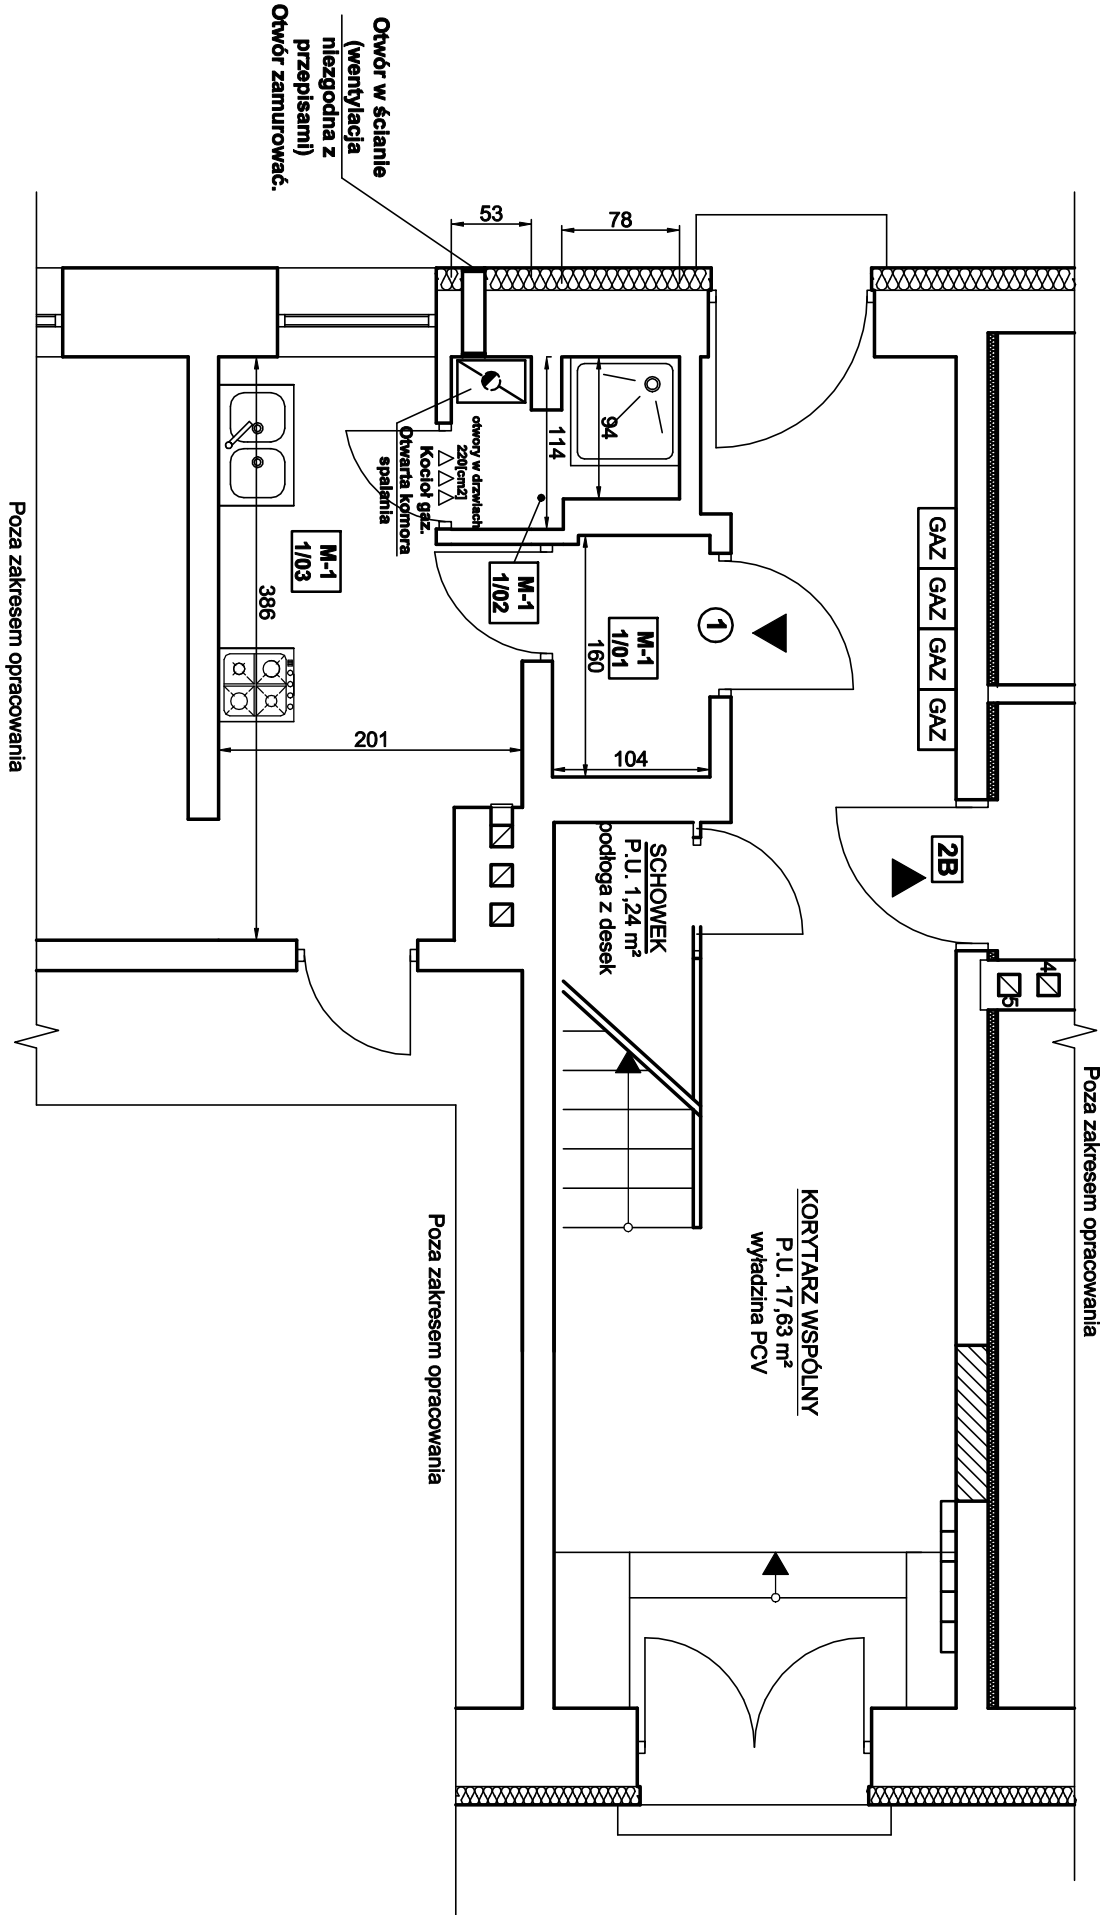 Otwór w ścianie
(wentylacja
niezgodna z
przepisami)
Otwór zamurować.
53
78
94
114
otwory w drzwiach
220[cm2]
Kocioł gaz.
Otwarta komora
spalania
M-1
1/03
M-1
1/02
M-1
1/01
1
160
104
386
201
GAZ
GAZ
GAZ
GAZ
2B
4
5
SCHOWEK
P.U. 1,24 m²
podłoga z desek
KORYTARZ WSPÓLNY
P.U. 17,63 m²
wyładzina PCV
Poza zakresem opracowania
Poza zakresem opracowania
Poza zakresem opracowania